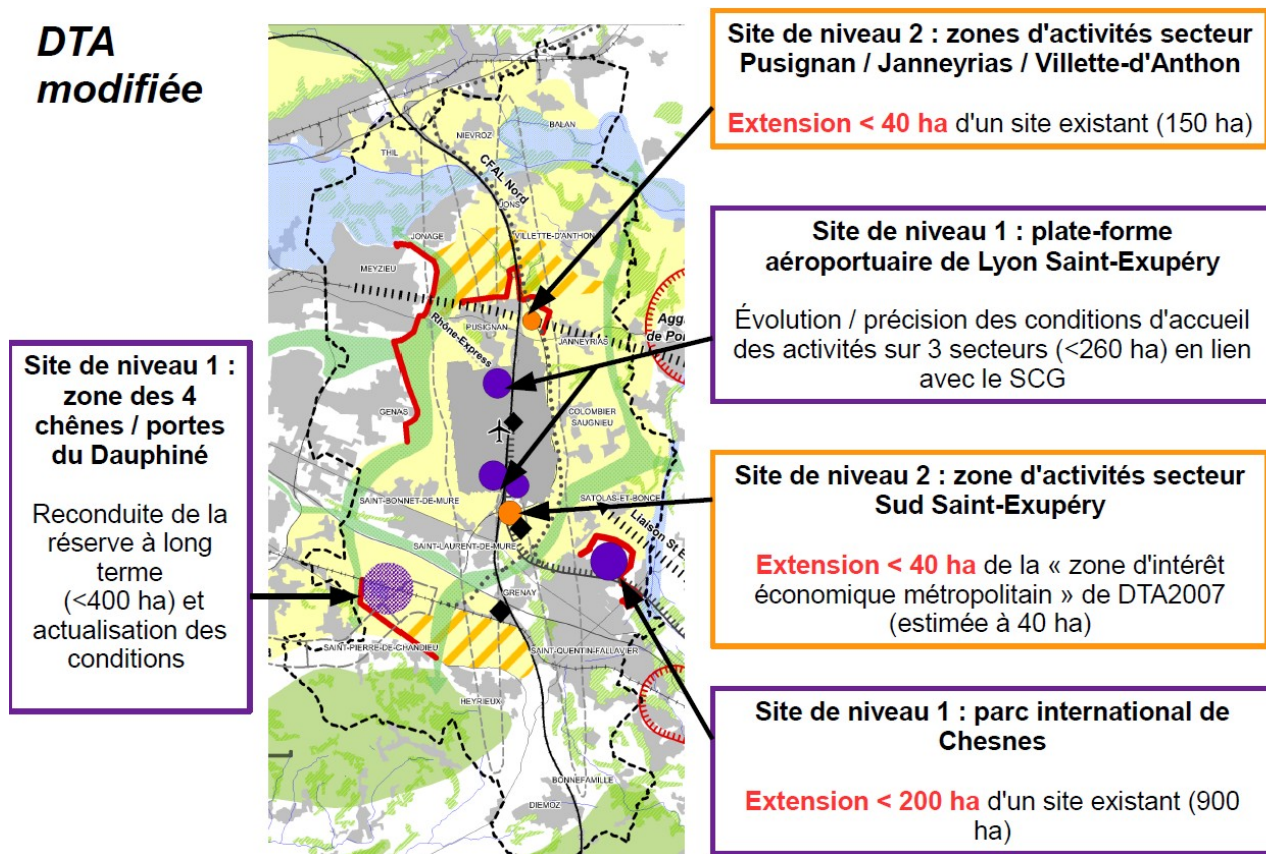 DTA
modifiée
Site de niveau 2 : zones d'activités secteur
Pusignan / Janneyrias / Villette-d'Anthon
Extension < 40 ha d'un site existant (150 ha)
Site de niveau 1 : plate-forme
aéroportuaire de Lyon Saint-Exupéry
Évolution / précision des conditions d'accueil
des activités sur 3 secteurs (<260 ha) en lien
avec le SCG
Site de niveau 1 :
zone des 4
chênes / portes
du Dauphiné
Reconduite de la
réserve à long
terme
(<400 ha) et
actualisation des
conditions
Site de niveau 2 : zone d'activités secteur
Sud Saint-Exupéry
Extension < 40 ha de la « zone d'intérêt
économique métropolitain » de DTA2007
(estimée à 40 ha)
Site de niveau 1 : parc international de
Chesnes
Extension < 200 ha d'un site existant (900
ha)
BALAN
NIEVROZ
THIL
CFAL Nord
JONS
JONAGE
VILLETTE-D'ANTHON
MEYZIEU
Rhône-Express
PUSIGNAN
JANNEYRIAS
Agg
de Po
GENAS
COLOMBIER
SAUGNIEU
SAINT-BONNET-DE-MURE
SATOLAS-ET-BONCE
Liaison St E
SAINT-LAURENT-DE-MURE
GRENAY
SAINT-PIERRE-DE-CHANDIEU
SAINT-QUENTIN-FALLAVIER
HEYRIEUX
BONNEFAMILLE
DIEMOZ